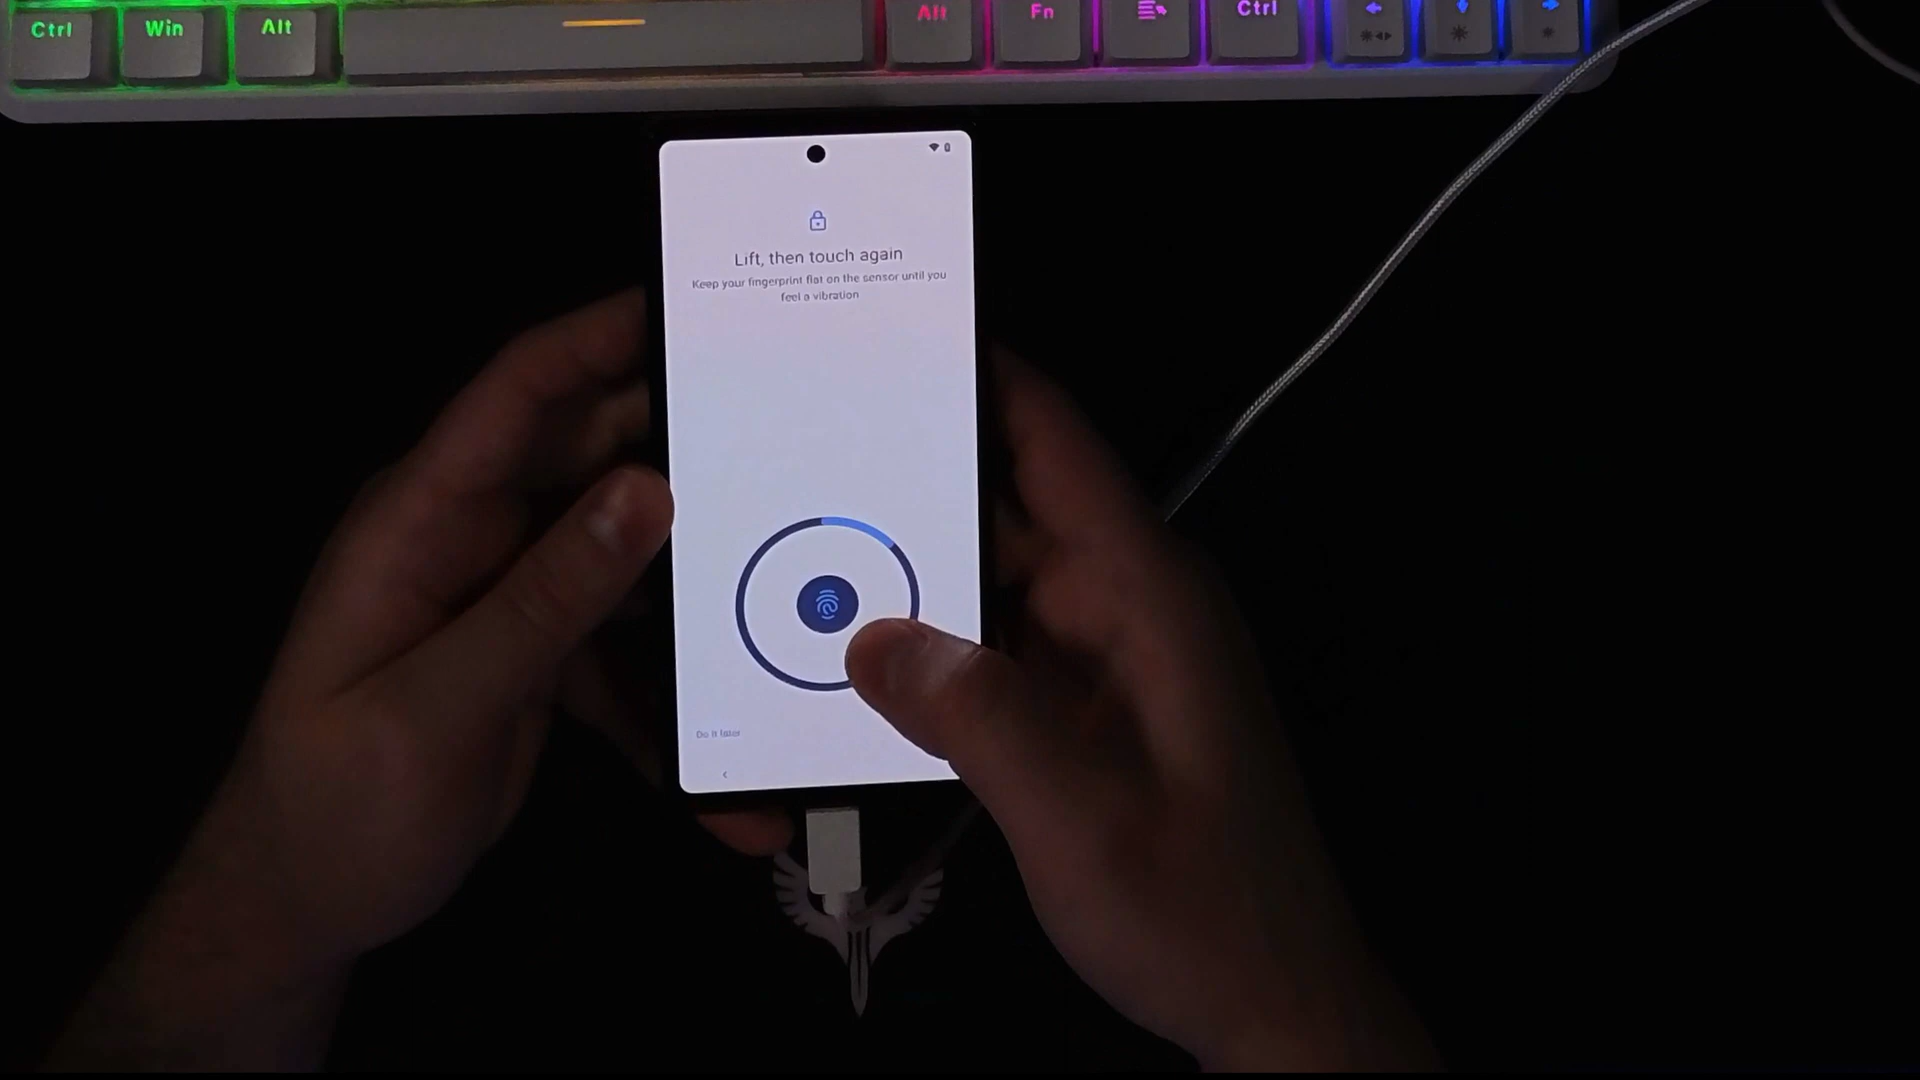 Ctrl Win Alt Alt Fn Ctrl
Lift, then touch again
Keep your fingerprint flat on the sensor until you
feel a vibration
Do it later